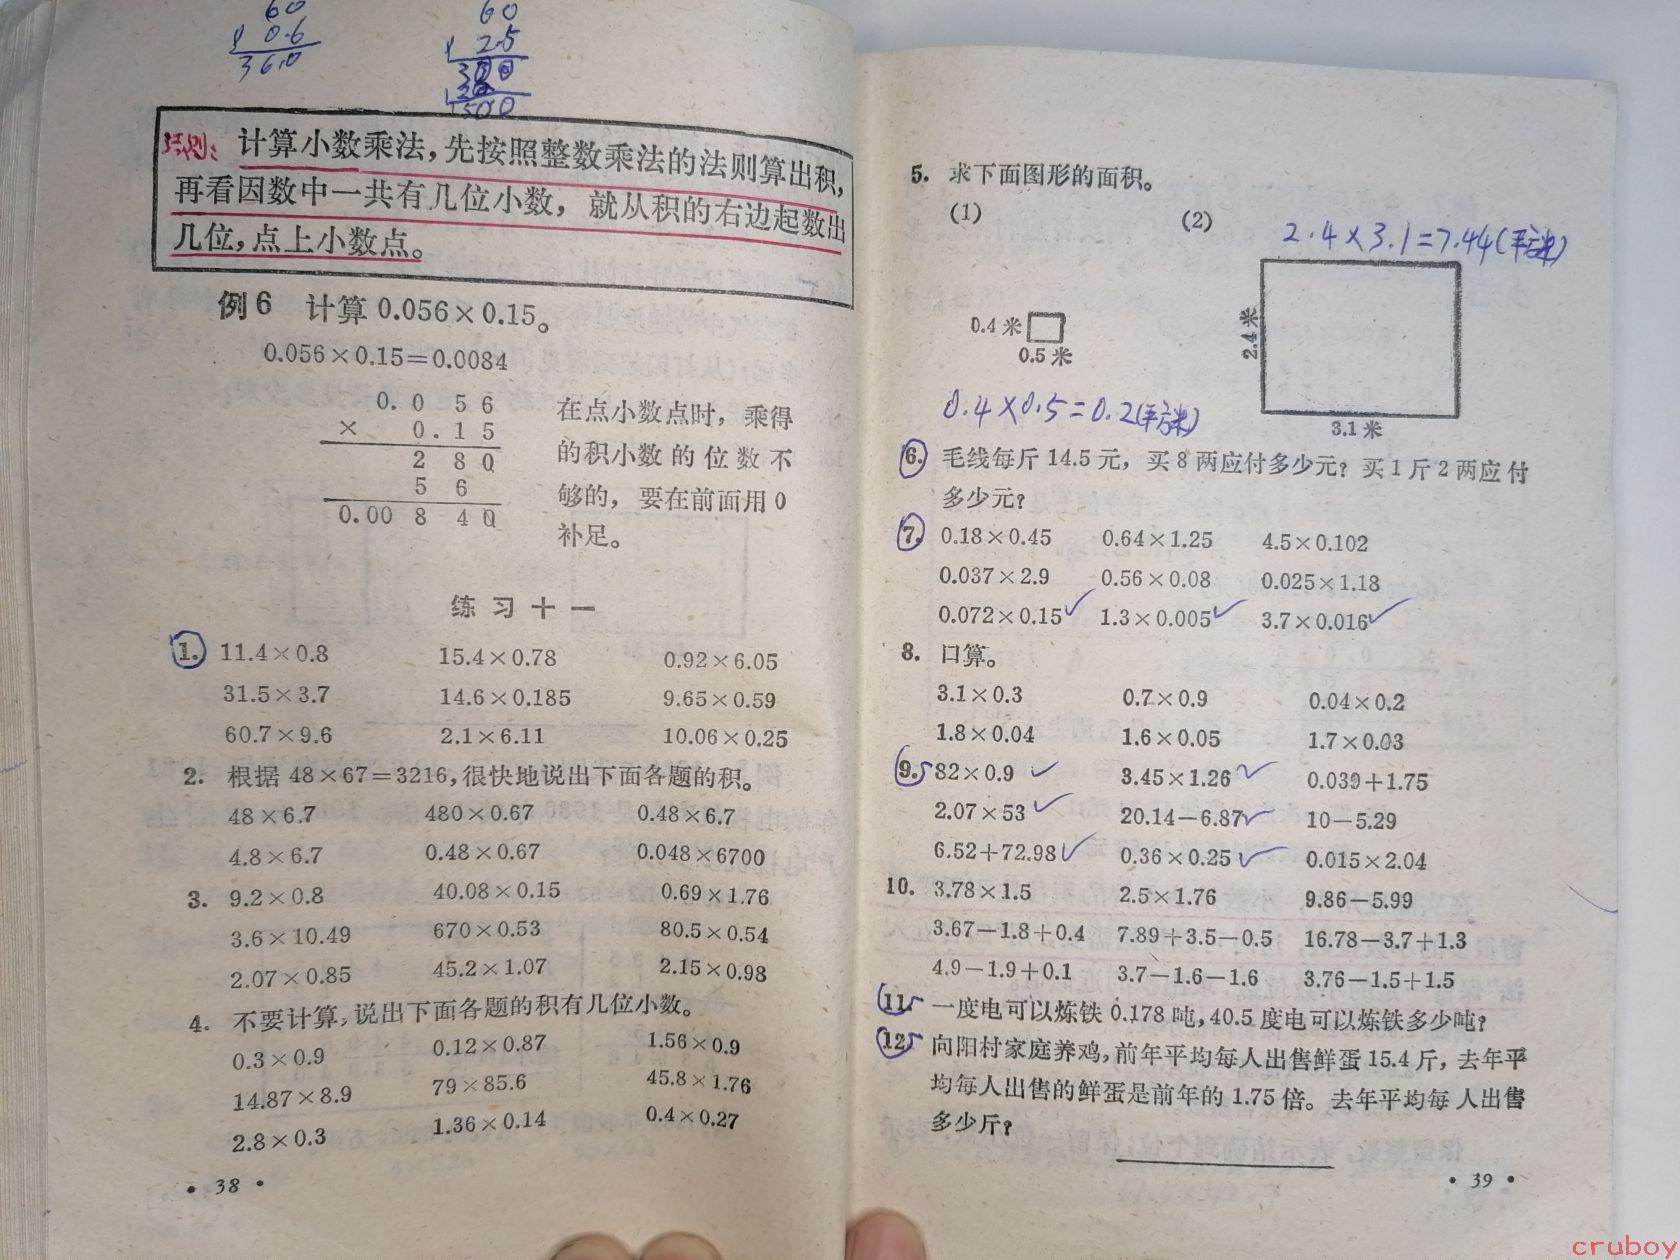 60
× 0.6
36.0
60
× 2.5
300
1500
法则：计算小数乘法，先按照整数乘法的法则算出积，
再看因数中一共有几位小数，就从积的右边起数出
几位，点上小数点。
例6 计算 0.056×0.15。
0.056×0.15=0.0084
0.056
× 0.15
280
56
0.00840
在点小数点时，乘得
的积小数的位数不
够的，要在前面用0
补足。
练习十一
1. 11.4×0.8 15.4×0.78 0.92×6.05
31.5×3.7 14.6×0.185 9.65×0.59
60.7×9.6 2.1×6.11 10.06×0.25
2. 根据 48×67=3216，很快地说出下面各题的积。
48×6.7 480×0.67 0.48×6.7
4.8×6.7 0.48×0.67 0.048×6700
3. 9.2×0.8 40.08×0.15 0.69×1.76
3.6×10.49 670×0.53 80.5×0.54
2.07×0.85 45.2×1.07 2.15×0.98
4. 不要计算，说出下面各题的积有几位小数。
0.3×0.9 0.12×0.87 1.56×0.9
14.87×8.9 79×85.6 45.8×1.76
2.8×0.3 1.36×0.14 0.4×0.27
• 38 •
5. 求下面图形的面积。
(1) (2)
2.4×3.1=7.44(平方米)
0.4米
0.5米
2.4米
3.1米
0.4×0.5=0.2(平方米)
6. 毛线每斤 14.5 元，买 8 两应付多少元？买 1 斤 2 两应付
多少元？
7. 0.18×0.45 0.64×1.25 4.5×0.102
0.037×2.9 0.56×0.08 0.025×1.18
0.072×0.15 1.3×0.005 3.7×0.016
8. 口算。
3.1×0.3 0.7×0.9 0.04×0.2
1.8×0.04 1.6×0.05 1.7×0.03
9. 82×0.9 3.45×1.26 0.039+1.75
2.07×53 20.14−6.87 10−5.29
6.52+72.98 0.36×0.25 0.015×2.04
10. 3.78×1.5 2.5×1.76 9.86−5.99
3.67−1.8+0.4 7.89+3.5−0.5 16.78−3.7+1.3
4.9−1.9+0.1 3.7−1.6−1.6 3.76−1.5+1.5
11. 一度电可以炼铁 0.178 吨，40.5 度电可以炼铁多少吨？
12. 向阳村家庭养鸡，前年平均每人出售鲜蛋 15.4 斤，去年平
均每人出售的鲜蛋是前年的 1.75 倍。去年平均每人出售
多少斤？
• 39 •
cruboy